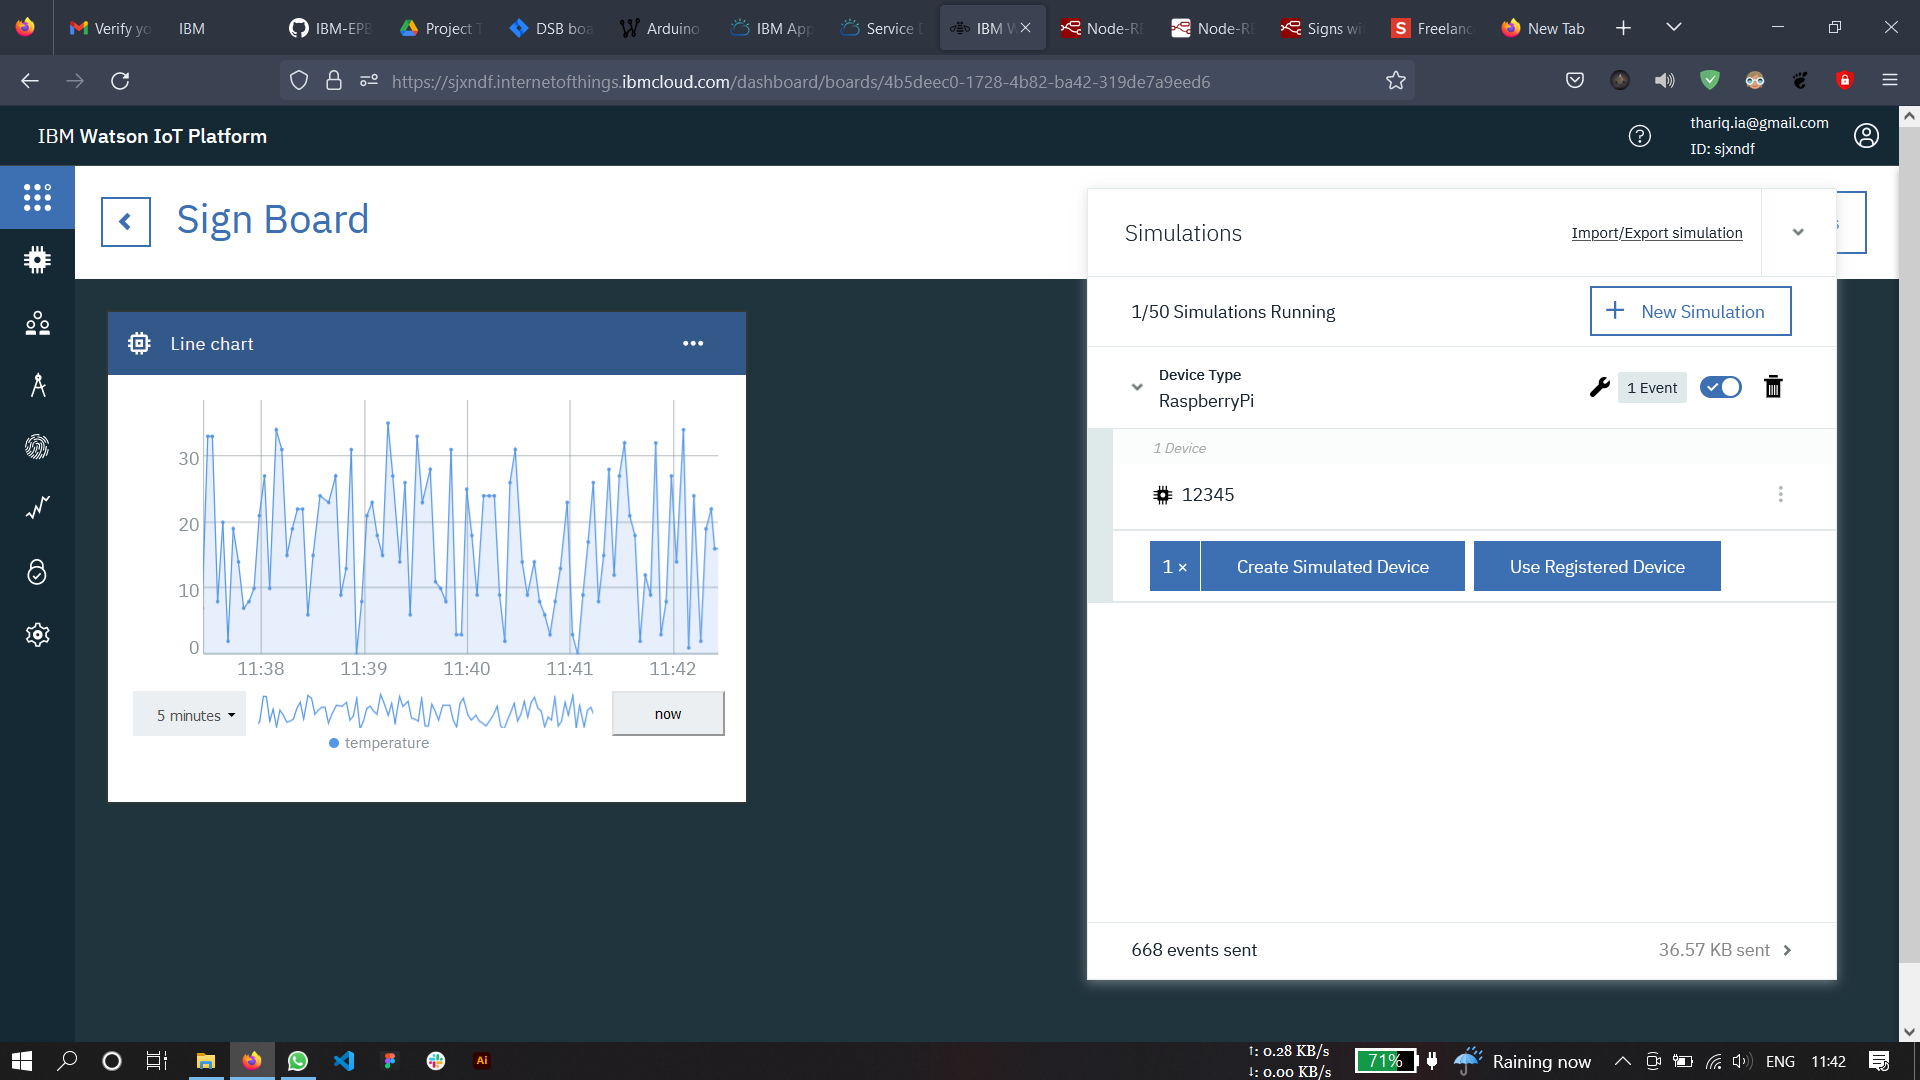 Verify yo
IBM
IBM-EPB
Project T
DSB boa
Arduino
IBM App
Service D
IBM W
Node-RE
Node-RE
Signs wi
Freelanc
New Tab
https://sjxndf.internetofthings.ibmcloud.com/dashboard/boards/4b5deec0-1728-4b82-ba42-319de7a9eed6
IBM Watson IoT Platform
thariq.ia@gmail.com
ID: sjxndf
Sign Board
Simulations
Import/Export simulation
1/50 Simulations Running
New Simulation
Line chart
Device Type
RaspberryPi
1 Event
1 Device
12345
1 ×
Create Simulated Device
Use Registered Device
30
20
10
0
11:38
11:39
11:40
11:41
11:42
5 minutes
now
temperature
668 events sent
36.57 KB sent
↑: 0.28 KB/s
↓: 0.00 KB/s
71%
Raining now
ENG
11:42
Ai